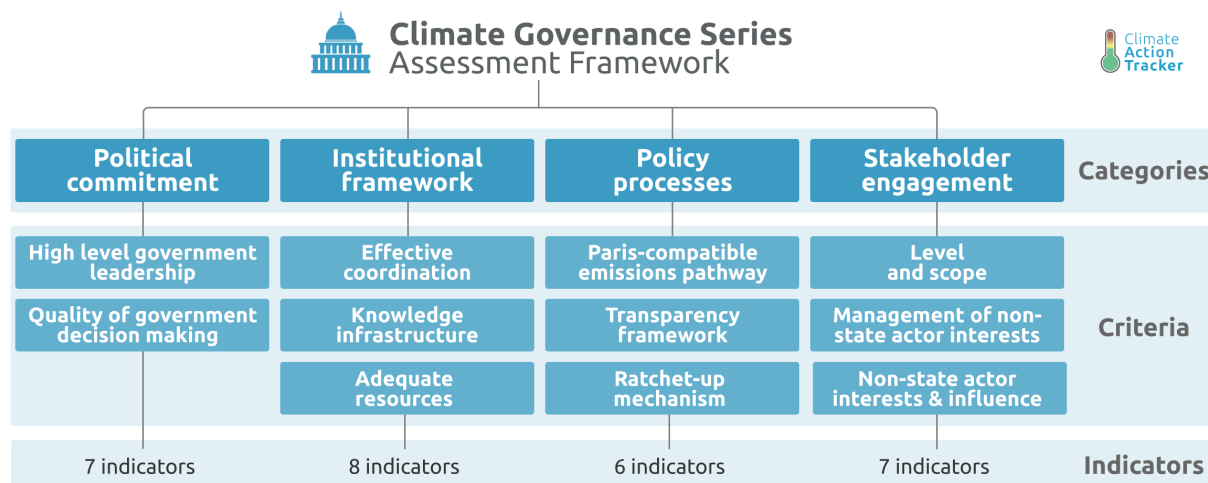 Climate Governance Series
Assessment Framework
Climate
Action
Tracker
Political
commitment
Institutional
framework
Policy
processes
Stakeholder
engagement
Categories
High level government
leadership
Effective
coordination
Paris-compatible
emissions pathway
Level
and scope
Quality of government
decision making
Knowledge
infrastructure
Transparency
framework
Management of non-
state actor interests
Criteria
Adequate
resources
Ratchet-up
mechanism
Non-state actor
interests & influence
7 indicators
8 indicators
6 indicators
7 indicators
Indicators